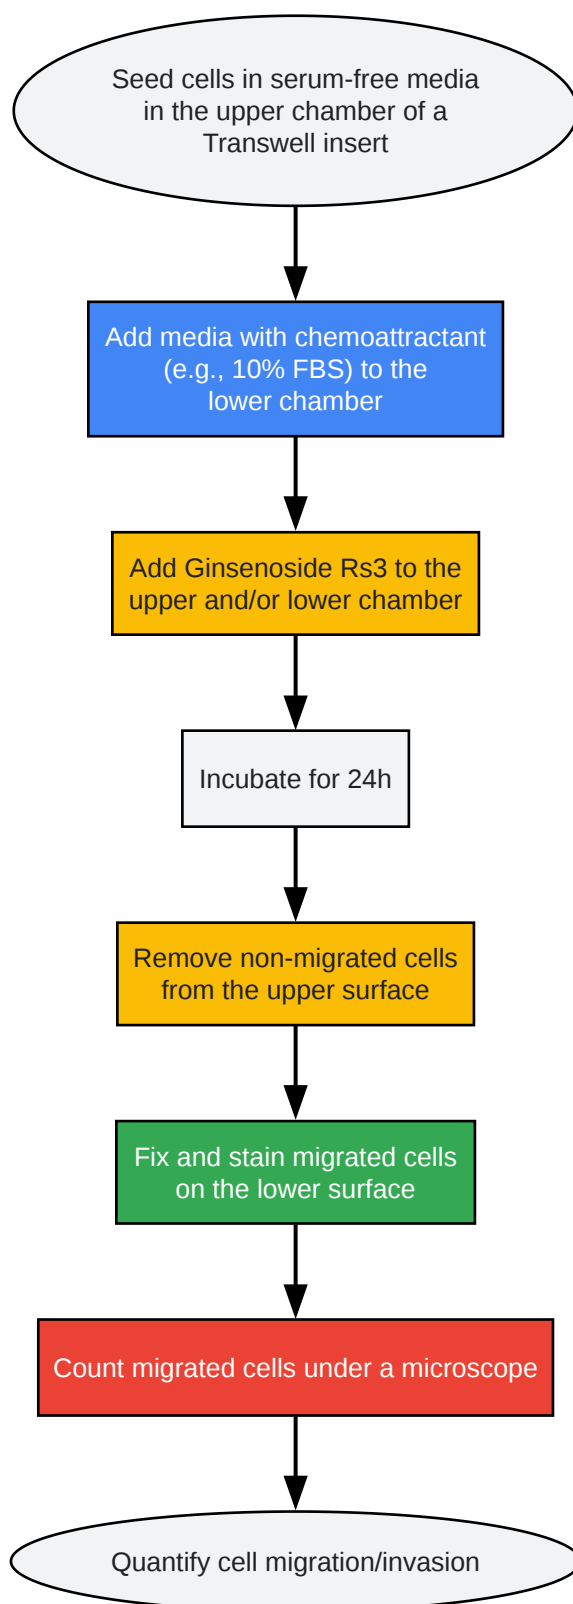 Seed cells in serum-free media
in the upper chamber of a
Transwell insert
Add media with chemoattractant
(e.g., 10% FBS) to the
lower chamber
Add Ginsenoside Rs3 to the
upper and/or lower chamber
Incubate for 24h
Remove non-migrated cells
from the upper surface
Fix and stain migrated cells
on the lower surface
Count migrated cells under a microscope
Quantify cell migration/invasion